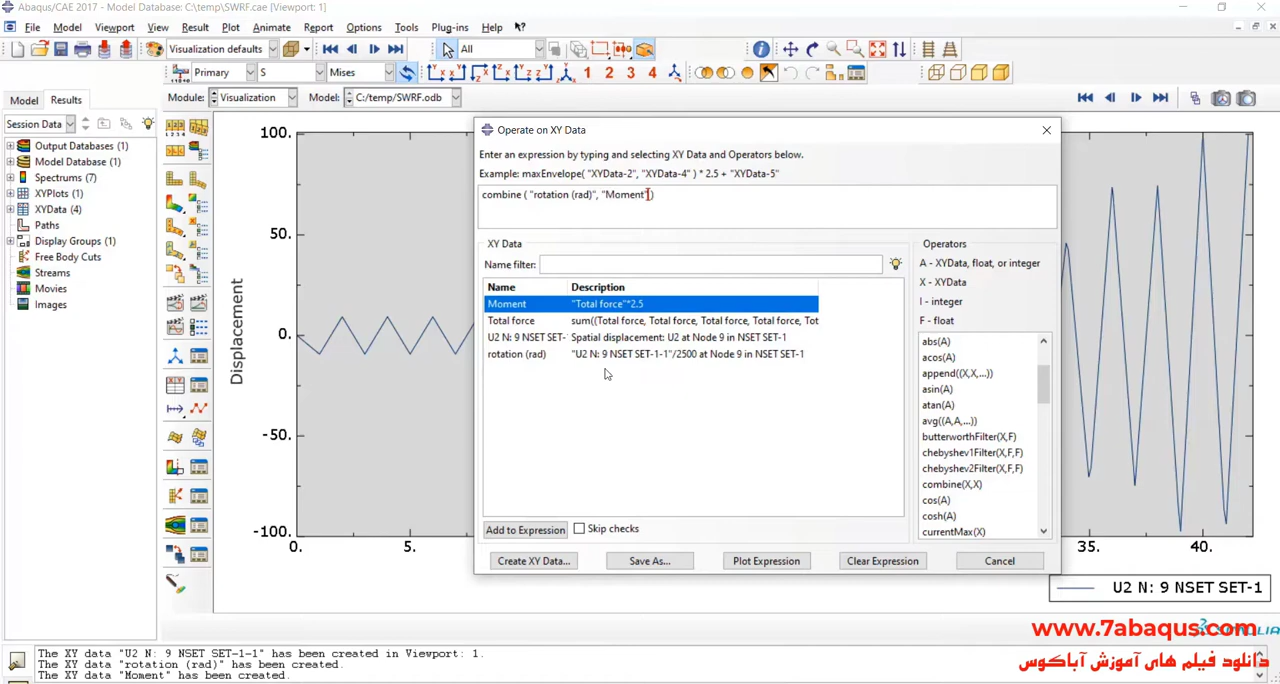 Abaqus/CAE 2017 - Model Database: C:\temp\SWRF.cae [Viewport: 1]
File Model Viewport View Result Plot Animate Report Options Tools Plug-ins Help
Visualization defaults All
Primary S Mises 1 2 3 4
Model Results Module: Visualization Model: C:/temp/SWRF.odb
Session Data
Output Databases (1)
Model Database (1)
Spectrums (7)
XYPlots (1)
XYData (4)
Paths
Display Groups (1)
Free Body Cuts
Streams
Movies
Images
Displacement
100.
50.
0.
-50.
-100.
0. 5. 35. 40.
U2 N: 9 NSET SET-1
Operate on XY Data
Enter an expression by typing and selecting XY Data and Operators below.
Example: maxEnvelope( "XYData-2", "XYData-4" ) * 2.5 + "XYData-5"
combine ( "rotation (rad)", "Moment" )
XY Data
Name filter:
Name Description
Moment "Total force"*2.5
Total force sum((Total force, Total force, Total force, Total force, Tot
U2 N: 9 NSET SET- Spatial displacement: U2 at Node 9 in NSET SET-1
rotation (rad) "U2 N: 9 NSET SET-1-1"/2500 at Node 9 in NSET SET-1
Add to Expression Skip checks
Operators
A - XYData, float, or integer
X - XYData
I - integer
F - float
abs(A)
acos(A)
append((X,X,...))
asin(A)
atan(A)
avg((A,A,...))
butterworthFilter(X,F)
chebyshev1Filter(X,F,F)
chebyshev2Filter(X,F,F)
combine(X,X)
cos(A)
cosh(A)
currentMax(X)
Create XY Data... Save As... Plot Expression Clear Expression Cancel
www.7abaqus.com
دانلود فیلم های آموزش آباکوس
The XY data "U2 N: 9 NSET SET-1-1" has been created in Viewport: 1.
The XY data "rotation (rad)" has been created.
The XY data "Moment" has been created.